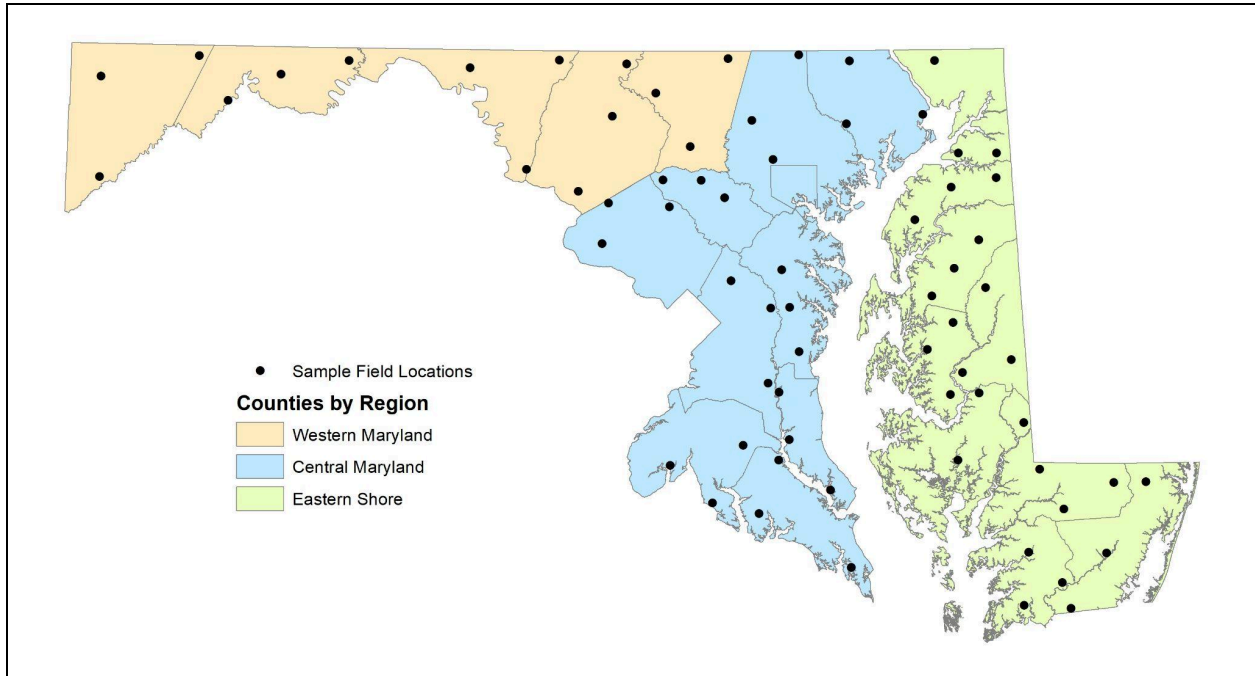 Sample Field Locations
Counties by Region
Western Maryland
Central Maryland
Eastern Shore